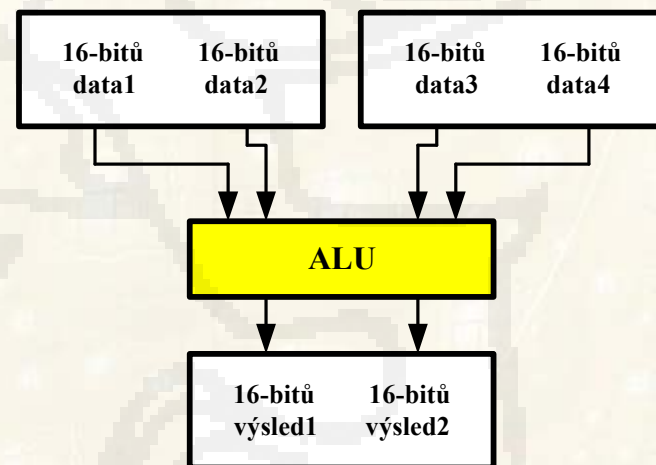 16-bitů 16-bitů
data1 data2
16-bitů 16-bitů
data3 data4
ALU
16-bitů 16-bitů
výsled1 výsled2